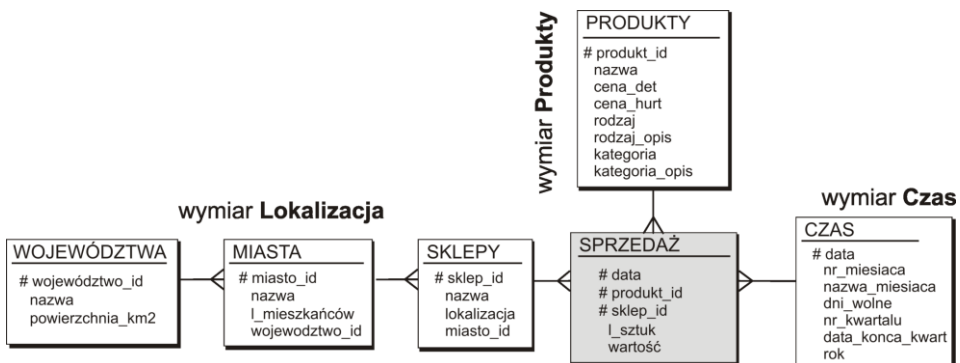 wymiar Produkty
PRODUKTY
# produkt_id
nazwa
cena_det
cena_hurt
rodzaj
rodzaj_opis
kategoria
kategoria_opis
wymiar Lokalizacja
wymiar Czas
WOJEWÓDZTWA
# województwo_id
nazwa
powierzchnia_km2
MIASTA
# miasto_id
nazwa
l_mieszkańców
wojewodztwo_id
SKLEPY
# sklep_id
nazwa
lokalizacja
miasto_id
SPRZEDAŻ
# data
# produkt_id
# sklep_id
l_sztuk
wartość
CZAS
# data
nr_miesiaca
nazwa_miesiaca
dni_wolne
nr_kwartalu
data_konca_kwart
rok